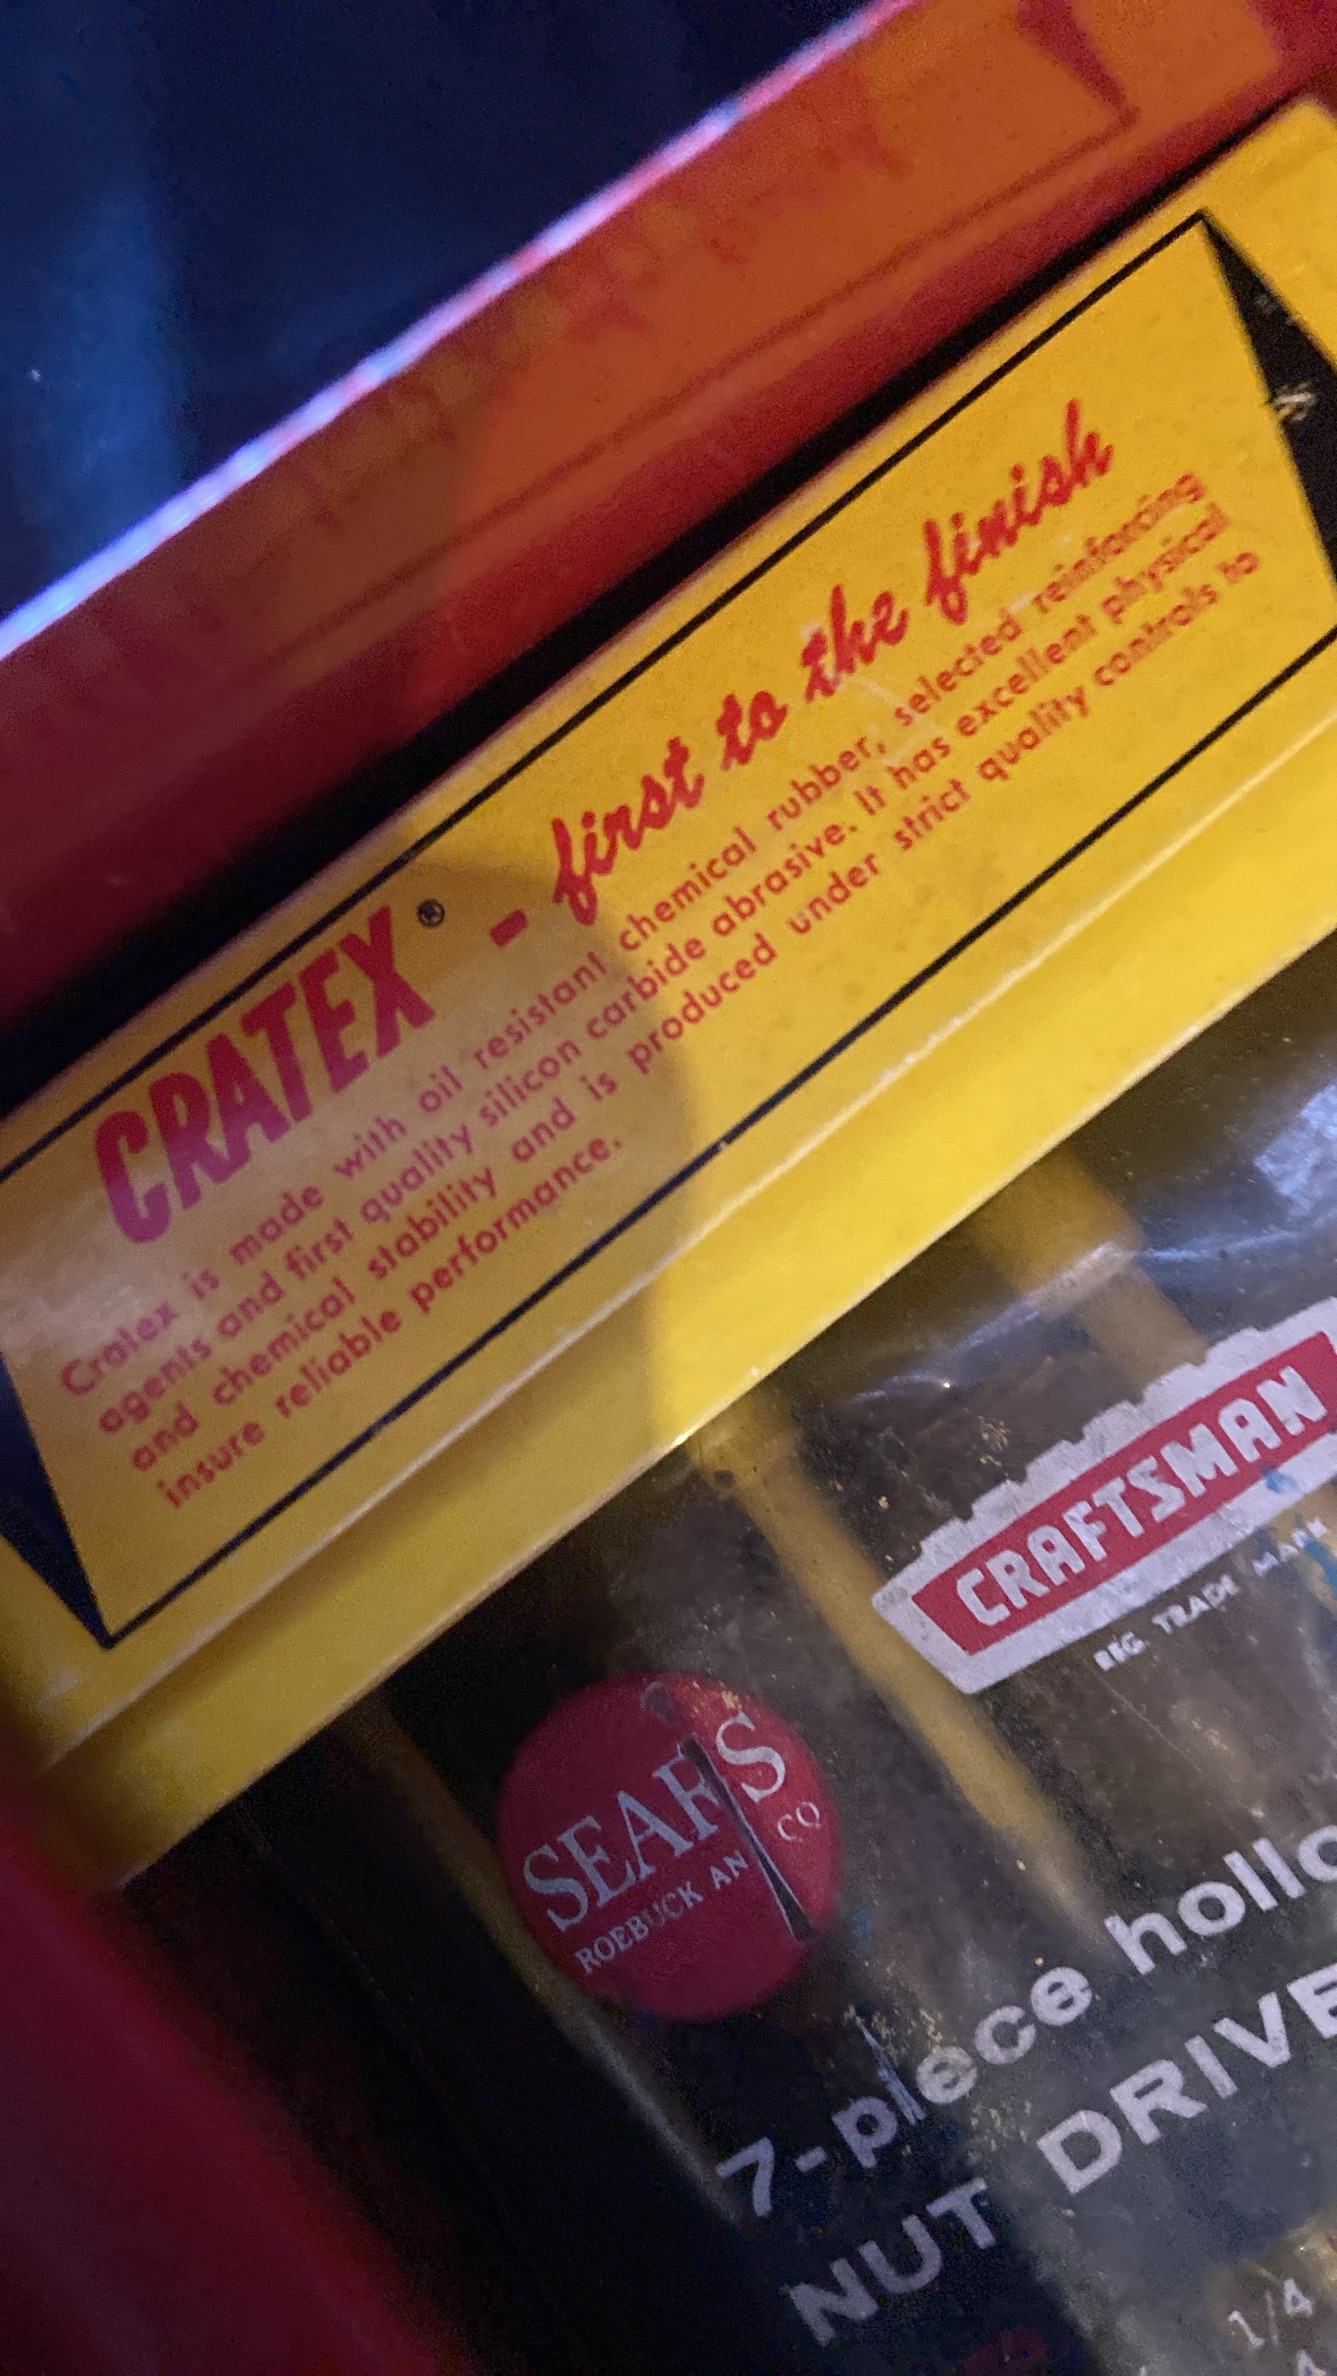 CRATEX® - first to the finish
Cratex is made with oil resistant chemical rubber, selected reinforcing
agents and first quality silicon carbide abrasive. It has excellent physical
and chemical stability and is produced under strict quality controls to
insure reliable performance.
CRAFTSMAN
REG. TRADE MARK
SEARS
ROEBUCK AN CO
7-piece hollo
NUT DRIVE
1/4